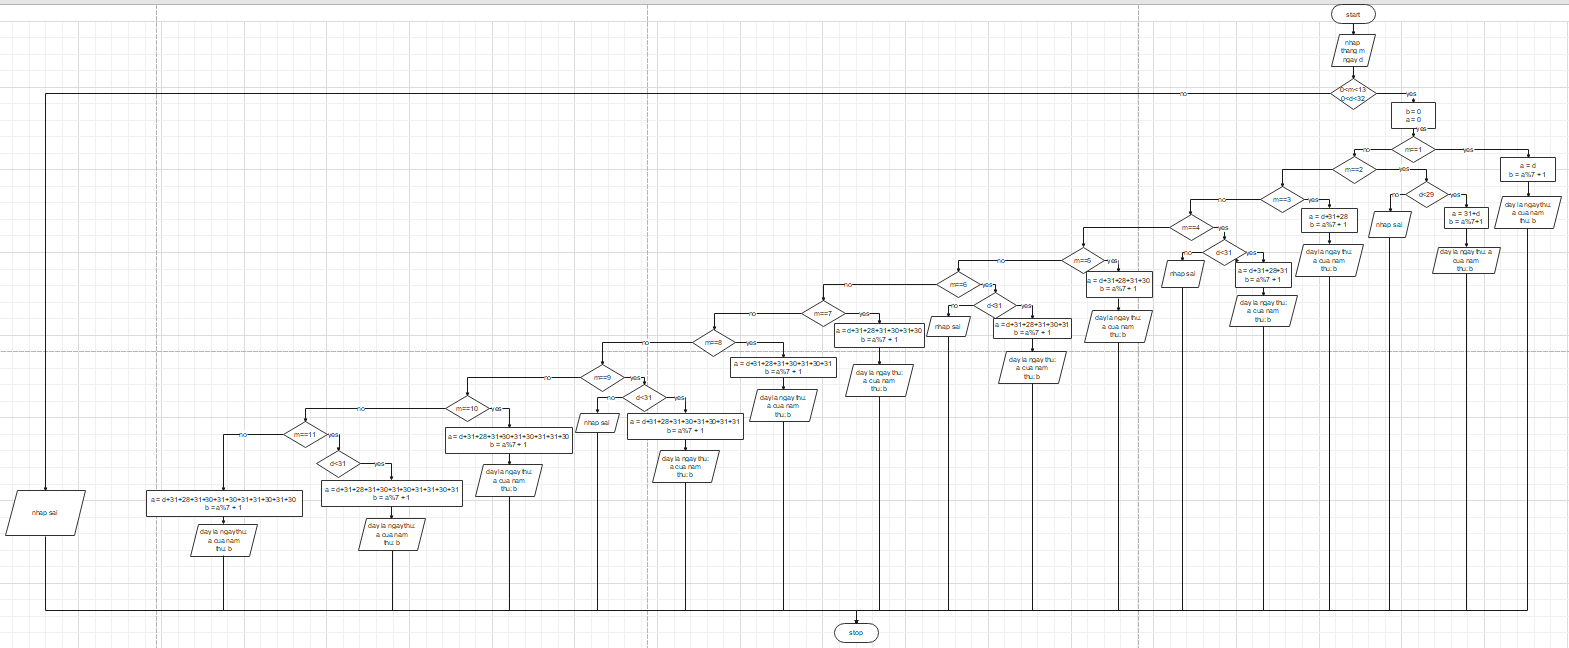 start
nhap
thang m
ngay d
0<m<13
0<d<32
no
yes
b = 0
a = 0
yes
m==1
no
yes
a = d
b = a%7 + 1
day la ngay thu:
a cua nam
thu: b
m==2
yes
d<29
no
yes
nhap sai
a = 31+d
b = a%7+1
day la ngay thu: a
cua nam
thu: b
m==3
no
yes
a = d+31+28
b = a%7 + 1
day la ngay thu:
a cua nam
thu: b
m==4
yes
d<31
no
yes
nhap sai
a = d+31+28+31
b = a%7 + 1
day la ngay thu:
a cua nam
thu: b
m==5
no
yes
a = d+31+28+31+30
b = a%7 + 1
day la ngay thu:
a cua nam
thu: b
m==6
no
yes
d<31
no
yes
nhap sai
a = d+31+28+31+30+31
b = a%7 + 1
day la ngay thu:
a cua nam
thu: b
m==7
no
yes
a = d+31+28+31+30+31+30
b = a%7 + 1
day la ngay thu:
a cua nam
thu: b
m==8
no
yes
a = d+31+28+31+30+31+30+31
b = a%7 + 1
day la ngay thu:
a cua nam
thu: b
m==9
no
yes
d<31
no
yes
nhap sai
a = d+31+28+31+30+31+30+31+31
b = a%7 + 1
day la ngay thu:
a cua nam
thu: b
m==10
no
yes
a = d+31+28+31+30+31+30+31+31+30
b = a%7 + 1
day la ngay thu:
a cua nam
thu: b
m==11
no
yes
d<31
yes
a = d+31+28+31+30+31+30+31+31+30+31
b = a%7 + 1
day la ngay thu:
a cua nam
thu: b
a = d+31+28+31+30+31+30+31+31+30+31+30
b = a%7 + 1
day la ngay thu:
a cua nam
thu: b
nhap sai
stop